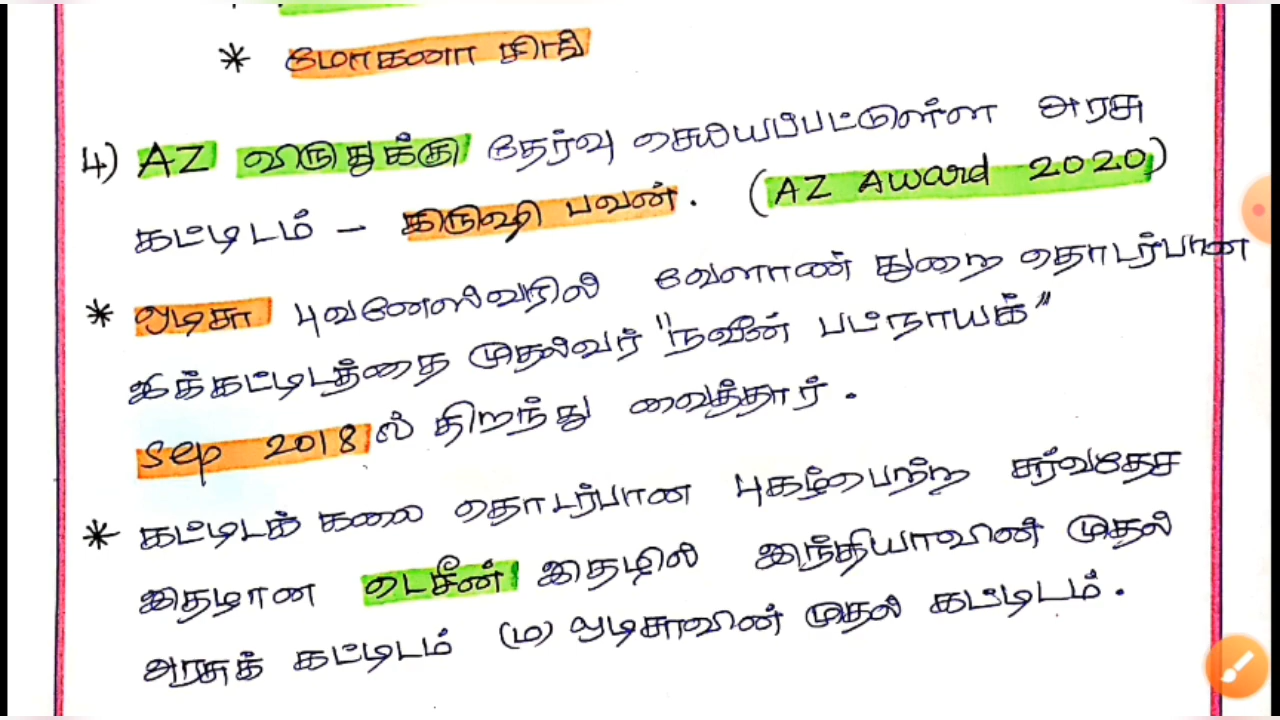 * மோகனா சிங்
4) AZ விருதுக்கு தேர்வு செய்யப்பட்டுள்ள அரசு
கட்டிடம் – கிருஷி பவன். (AZ Award 2020)
* ஒடிசா புவனேஸ்வரில் வேளாண் துறை தொடர்பான
இக்கட்டிடத்தை முதல்வர் "நவீன் பட்நாயக்"
Sep 2018 ல் திறந்து வைத்தார்.
* கட்டிடக் கலை தொடர்பான புகழ்பெற்ற சர்வதேச
இதழான டெசீன் இதழில் இந்தியாவின் முதல்
அரசுக் கட்டிடம் (ம) ஒடிசாவின் முதல் கட்டிடம்.